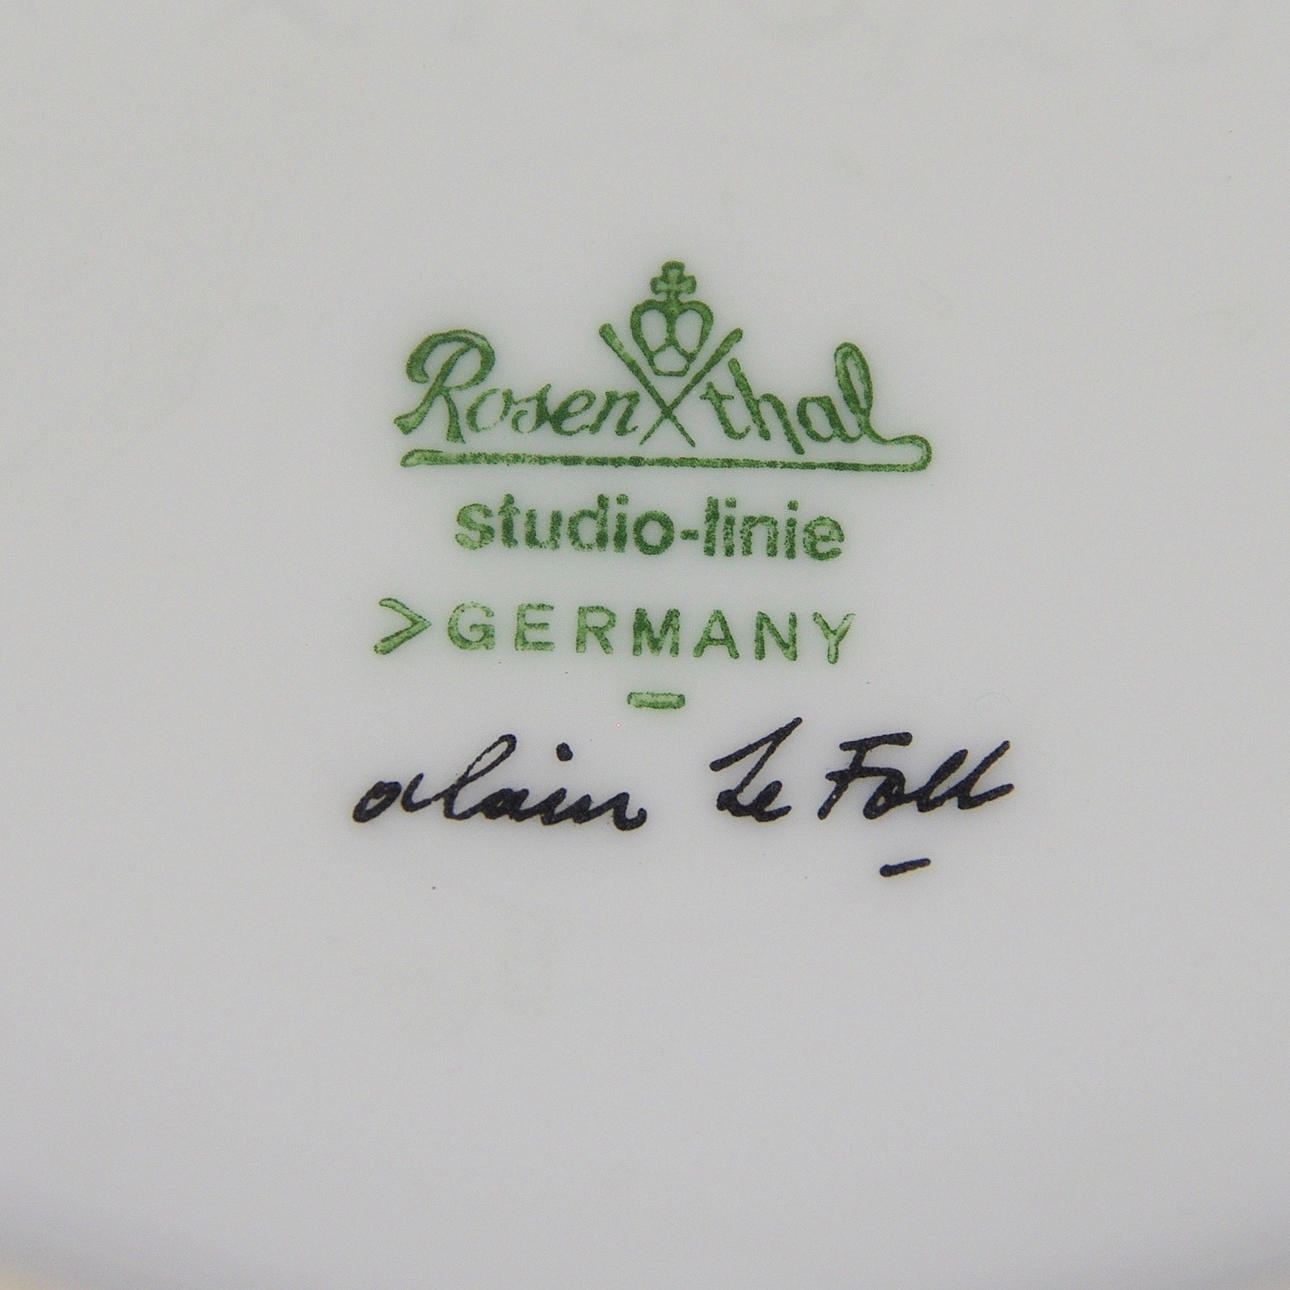 Rosenthal
studio-linie
>GERMANY
alain Le Foll